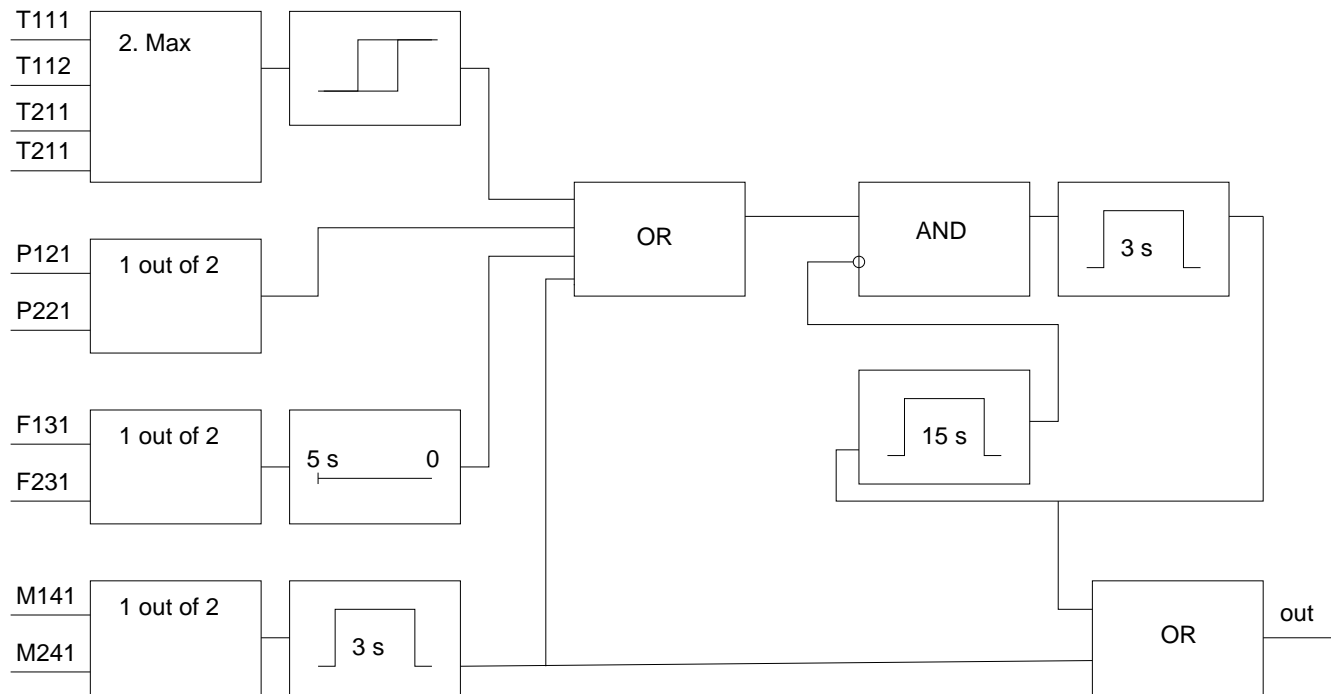 T111
T112
T211
T211
2. Max
P121
P221
1 out of 2
OR
AND
3 s
F131
F231
1 out of 2
5 s 0
15 s
M141
M241
1 out of 2
3 s
OR
out